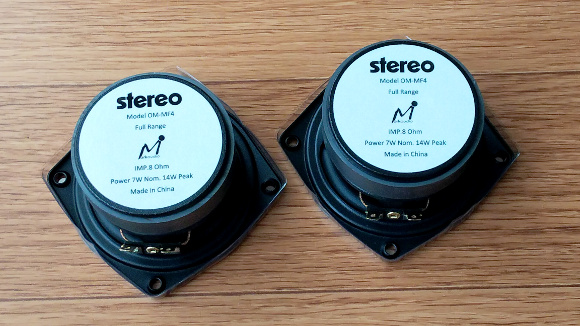 stereo
Model OM-MF4
Full Range
IMP.8 Ohm
Power 7W Nom. 14W Peak
Made in China
stereo
Model OM-MF4
Full Range
IMP.8 Ohm
Power 7W Nom. 14W Peak
Made in China